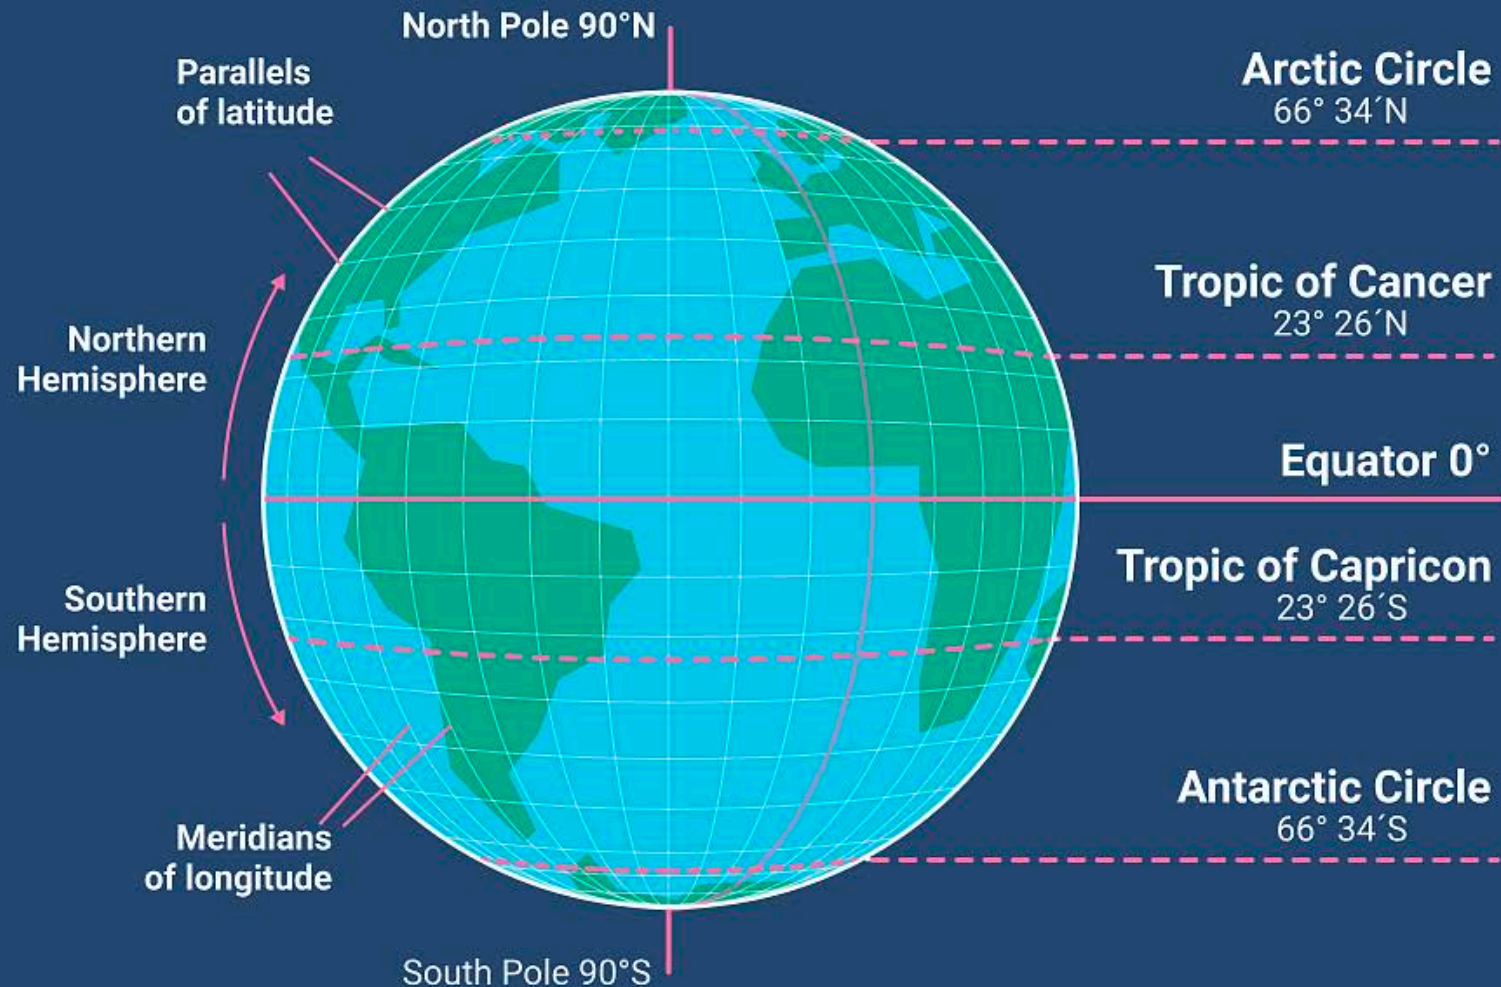 North Pole 90°N
Parallels
of latitude
Arctic Circle
66° 34´N
Tropic of Cancer
23° 26´N
Northern
Hemisphere
Equator 0°
Tropic of Capricon
23° 26´S
Southern
Hemisphere
Antarctic Circle
66° 34´S
Meridians
of longitude
South Pole 90°S